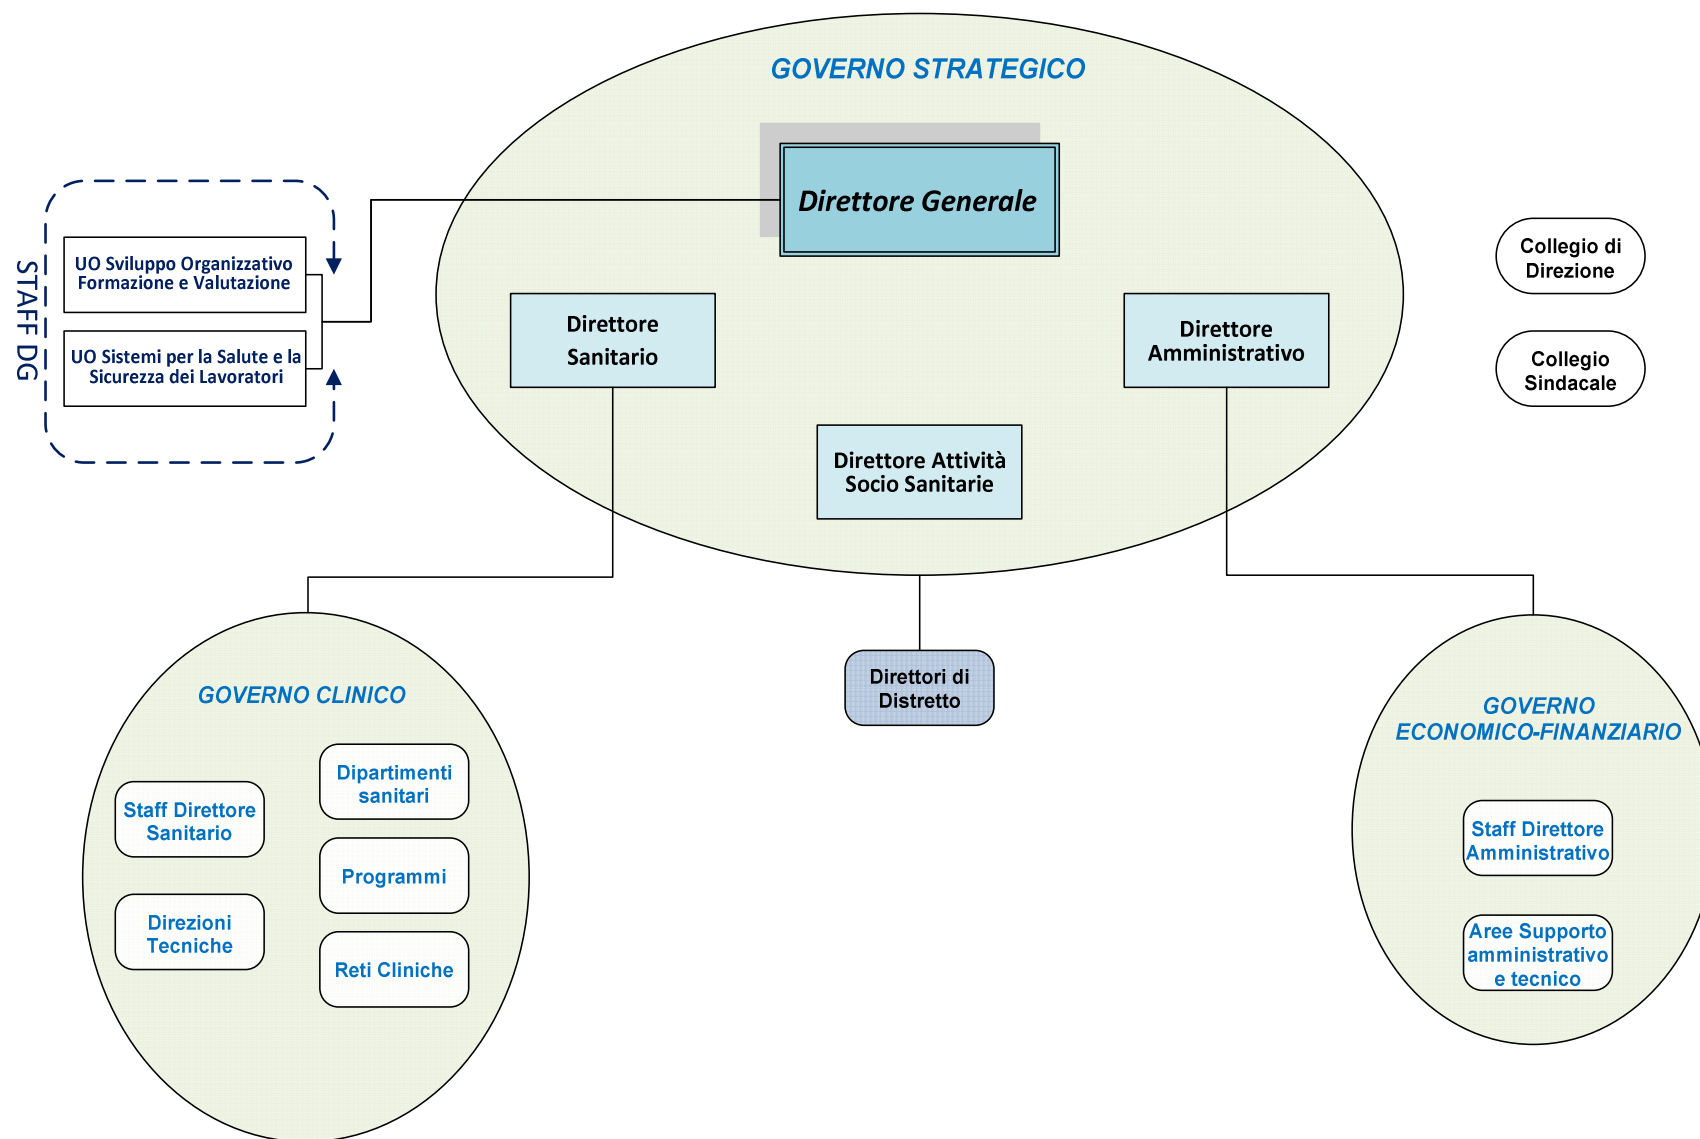 GOVERNO STRATEGICO
Direttore Generale
STAFF DG
UO Sviluppo Organizzativo
Formazione e Valutazione
UO Sistemi per la Salute e la
Sicurezza dei Lavoratori
Direttore
Sanitario
Direttore
Amministrativo
Direttore Attività
Socio Sanitarie
Collegio di
Direzione
Collegio
Sindacale
Direttori di
Distretto
GOVERNO CLINICO
Staff Direttore
Sanitario
Direzioni
Tecniche
Dipartimenti
sanitari
Programmi
Reti Cliniche
GOVERNO
ECONOMICO-FINANZIARIO
Staff Direttore
Amministrativo
Aree Supporto
amministrativo
e tecnico